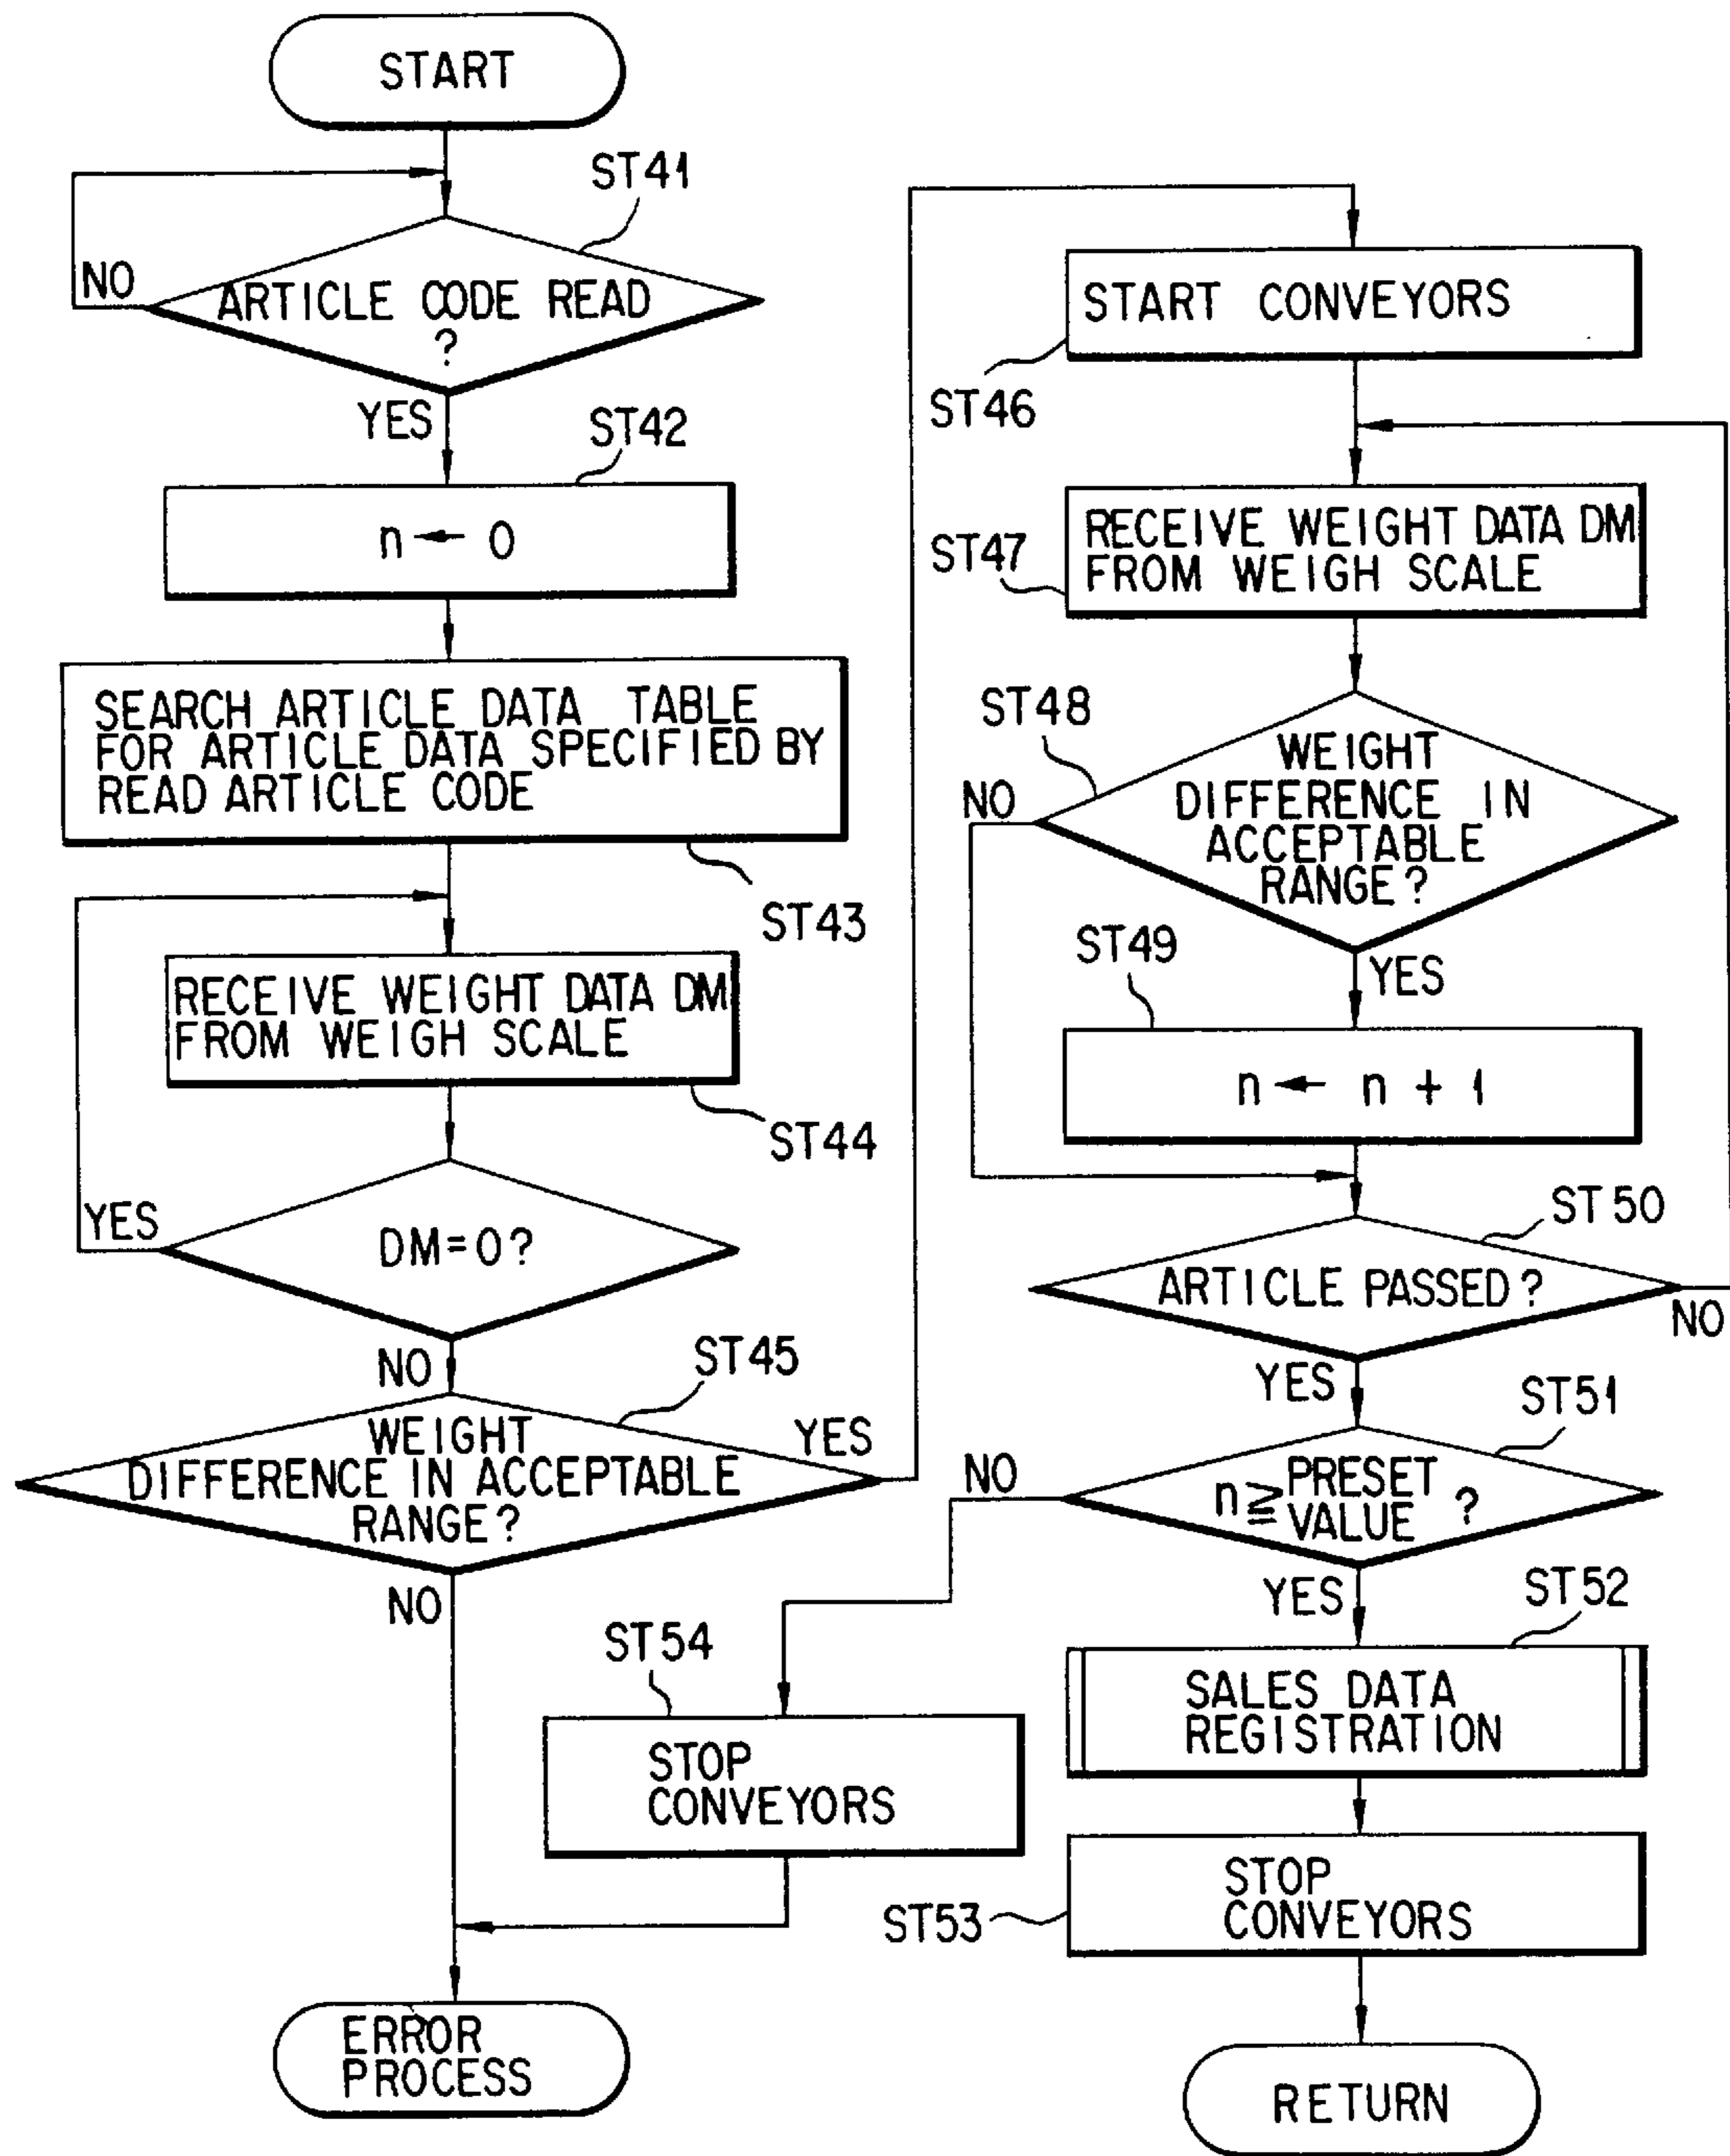 START
ST41
NO
ARTICLE CODE READ
?
YES
ST42
n ← 0
SEARCH ARTICLE DATA TABLE
FOR ARTICLE DATA SPECIFIED BY
READ ARTICLE CODE
ST43
RECEIVE WEIGHT DATA DM
FROM WEIGH SCALE
ST44
YES
DM=0?
NO
ST45
WEIGHT
DIFFERENCE IN ACCEPTABLE
RANGE?
YES
NO
ERROR
PROCESS
START CONVEYORS
ST46
RECEIVE WEIGHT DATA DM
FROM WEIGH SCALE
ST47
ST48
WEIGHT
DIFFERENCE IN
ACCEPTABLE
RANGE?
NO
YES
ST49
n ← n + 1
ST50
ARTICLE PASSED?
NO
YES
ST51
n ≧ PRESET
VALUE ?
NO
YES
ST52
SALES DATA
REGISTRATION
ST54
STOP
CONVEYORS
STOP
CONVEYORS
ST53
RETURN